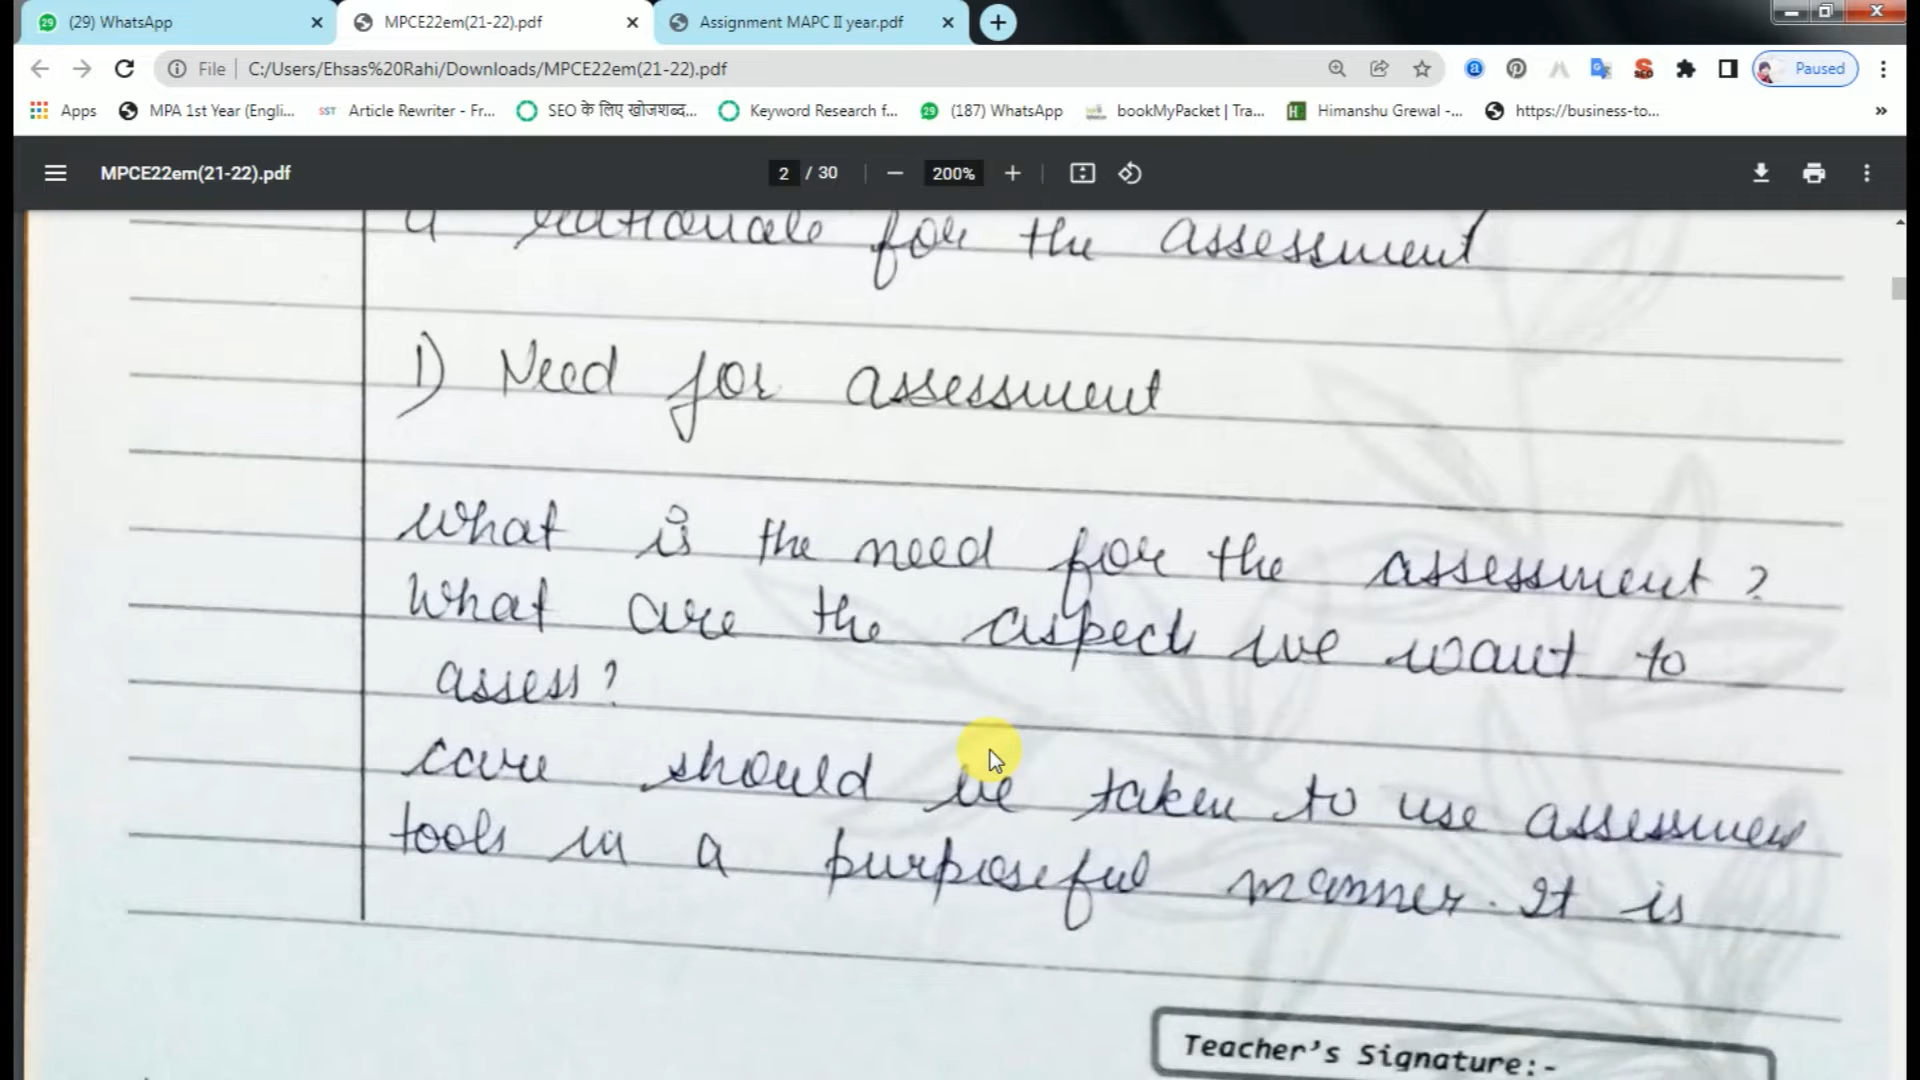 (29) WhatsApp
MPCE22em(21-22).pdf
Assignment MAPC II year.pdf
File C:/Users/Ehsas%20Rahi/Downloads/MPCE22em(21-22).pdf
Paused
Apps MPA 1st Year (Engli... SST Article Rewriter - Fr... SEO के लिए खोजशब्द... Keyword Research f... (187) WhatsApp bookMyPacket | Tra... Himanshu Grewal -... https://business-to... »
MPCE22em(21-22).pdf 2 / 30 200%
rationale for the assessment
1) Need for assessment
What is the need for the assessment?
What are the aspects we want to
assess?
care should be taken to use assessmen
tools in a purposeful manner. It is
Teacher's Signature:-